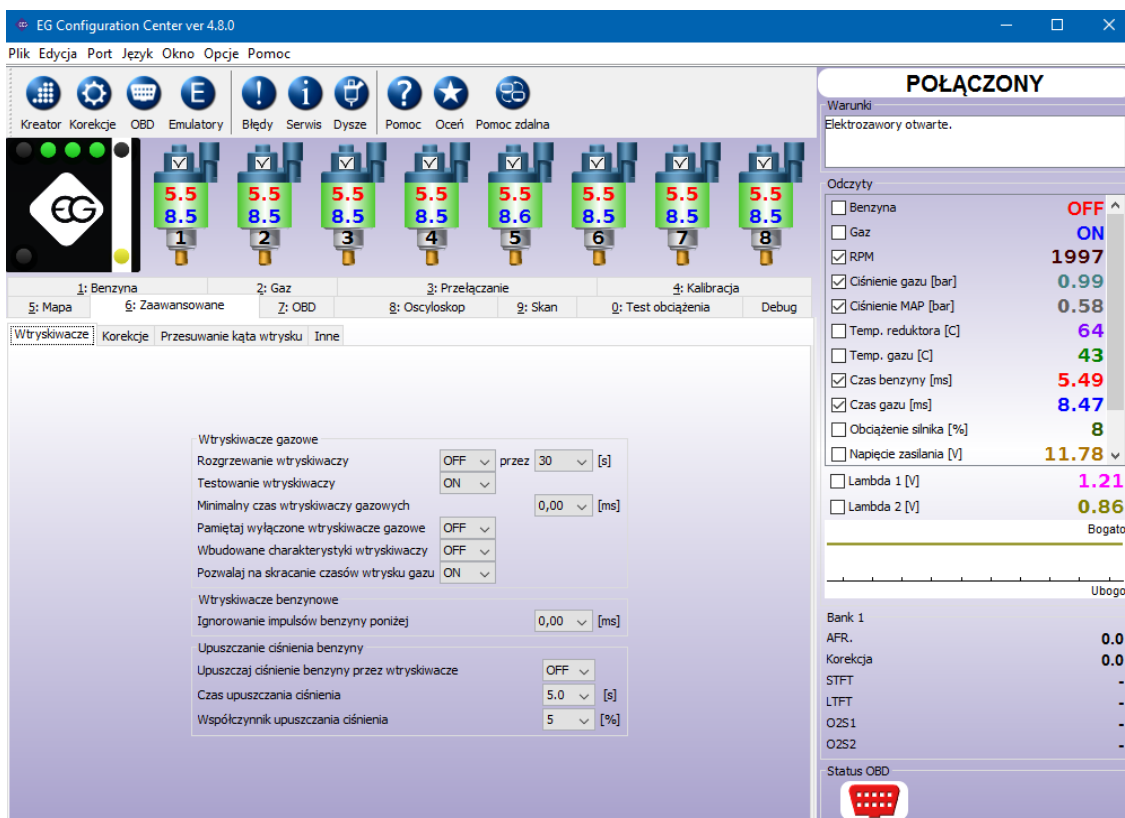 EG Configuration Center ver 4.8.0
Plik Edycja Port Język Okno Opcje Pomoc
Kreator Korekcje OBD Emulatory Błędy Serwis Dysze Pomoc Oceń Pomoc zdalna
EG
5.5 5.5 5.5 5.5 5.5 5.5 5.5 5.5
8.5 8.5 8.5 8.5 8.6 8.5 8.5 8.5
1 2 3 4 5 6 7 8
1: Benzyna 2: Gaz 3: Przełączanie 4: Kalibracja
5: Mapa 6: Zaawansowane 7: OBD 8: Oscyloskop 9: Skan 0: Test obciążenia Debug
Wtryskiwacze Korekcje Przesuwanie kąta wtrysku Inne
Wtryskiwacze gazowe
Rozgrzewanie wtryskiwaczy OFF przez 30 [s]
Testowanie wtryskiwaczy ON
Minimalny czas wtryskiwaczy gazowych 0,00 [ms]
Pamiętaj wyłączone wtryskiwacze gazowe OFF
Wbudowane charakterystyki wtryskiwaczy OFF
Pozwalaj na skracanie czasów wtrysku gazu ON
Wtryskiwacze benzynowe
Ignorowanie impulsów benzyny poniżej 0,00 [ms]
Upuszczanie ciśnienia benzyny
Upuszczaj ciśnienie benzyny przez wtryskiwacze OFF
Czas upuszczania ciśnienia 5.0 [s]
Współczynnik upuszczania ciśnienia 5 [%]
POŁĄCZONY
Warunki
Elektrozawory otwarte.
Odczyty
Benzyna OFF
Gaz ON
RPM 1997
Ciśnienie gazu [bar] 0.99
Ciśnienie MAP [bar] 0.58
Temp. reduktora [C] 64
Temp. gazu [C] 43
Czas benzyny [ms] 5.49
Czas gazu [ms] 8.47
Obciążenie silnika [%] 8
Napięcie zasilania [V] 11.78
Lambda 1 [V] 1.21
Lambda 2 [V] 0.86
Bogato
Ubogo
Bank 1
AFR. 0.0
Korekcja 0.0
STFT -
LTFT -
O2S1 -
O2S2 -
Status OBD